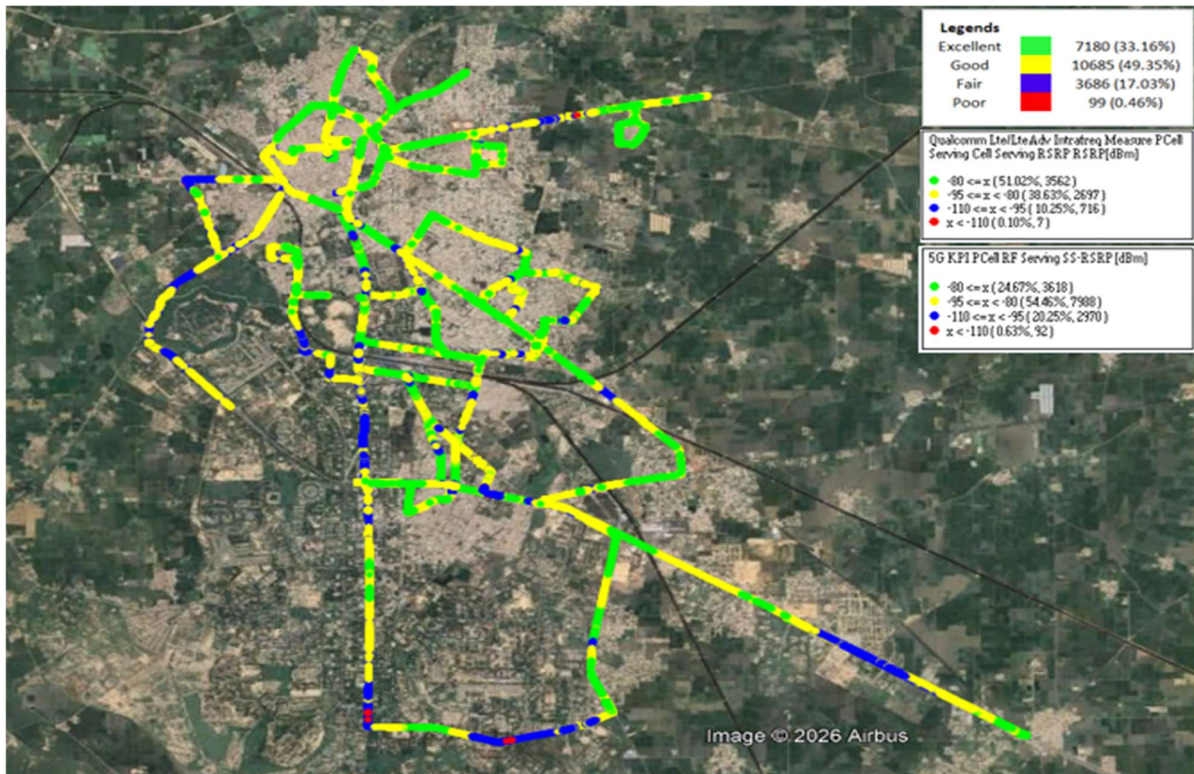 Legends
Excellent 7180 (33.16%)
Good 10685 (49.35%)
Fair 3686 (17.03%)
Poor 99 (0.46%)
Qualcomm Lte/LteAdv Intrafreq Measure PCell
Serving Cell Serving RSRP RSRP[dBm]
-80 <= x (51.02%, 3562)
-95 <= x < -80 (38.63%, 2697)
-110 <= x < -95 (10.25%, 716)
x < -110 (0.10%, 7)
5G KPI PCell RF Serving SS-RSRP [dBm]
-80 <= x (24.67%, 3618)
-95 <= x < -80 (54.46%, 7988)
-110 <= x < -95 (20.25%, 2970)
x < -110 (0.63%, 92)
Image © 2026 Airbus